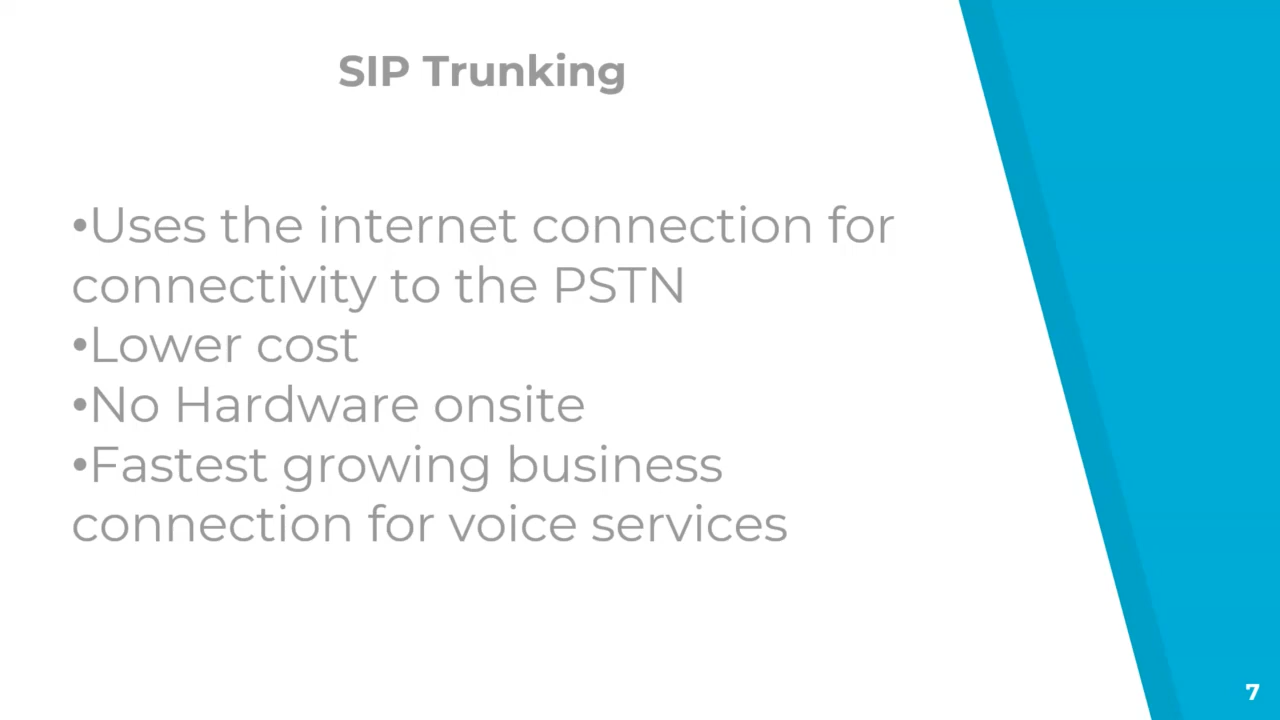 SIP Trunking
•Uses the internet connection for
connectivity to the PSTN
•Lower cost
•No Hardware onsite
•Fastest growing business
connection for voice services
7